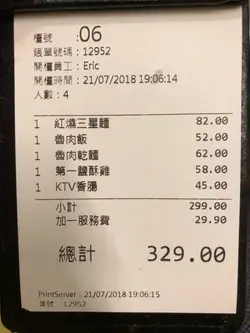 檯號 :06
賬單號碼 : 12952
開檯員工 : Eric
開檯時間 : 21/07/2018 19:06:14
人數 : 4
1 紅燒三星麵 82.00
1 魯肉飯 52.00
1 魯肉乾麵 62.00
1 第一鹽酥雞 58.00
1 KTV香腸 45.00
小計 299.00
加一服務費 29.90
總計 329.00
PrintServer : 21/07/2018 19:06:15
單號 : 12952